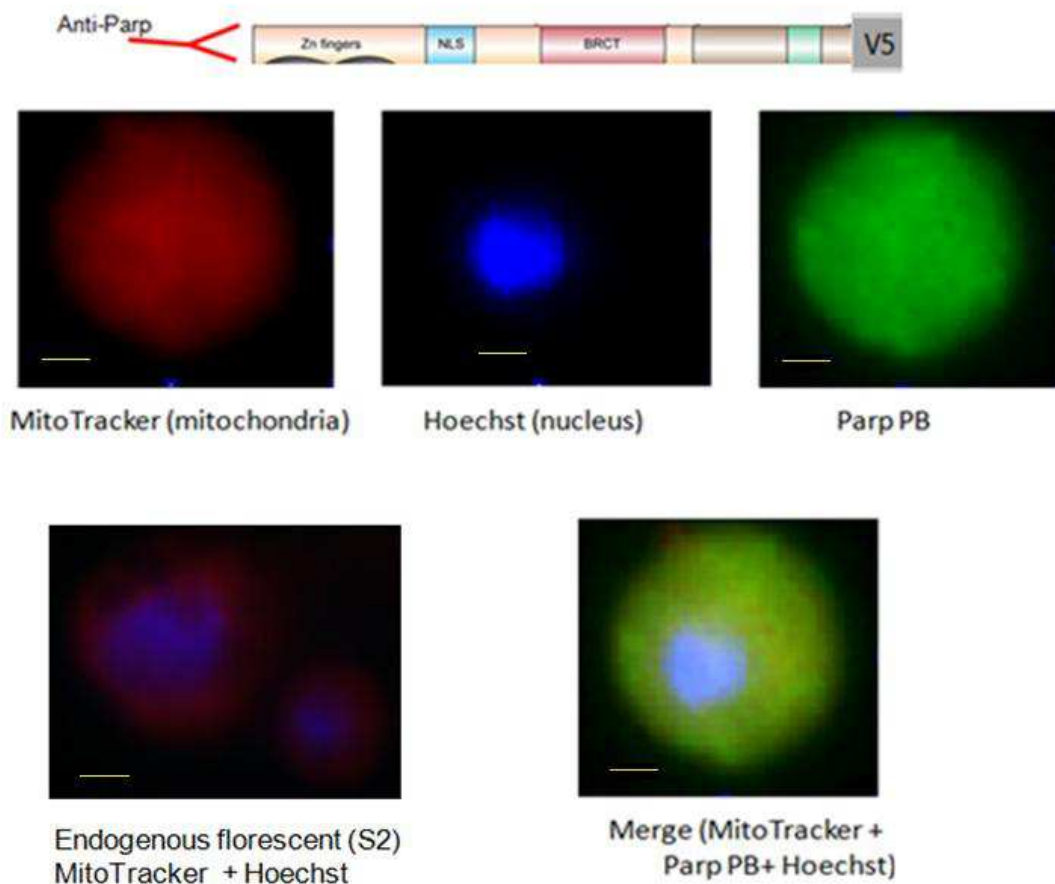 Anti-Parp
Zn fingers NLS BRCT V5
MitoTracker (mitochondria) Hoechst (nucleus) Parp PB
Endogenous florescent (S2)
MitoTracker + Hoechst
Merge (MitoTracker +
Parp PB+ Hoechst)